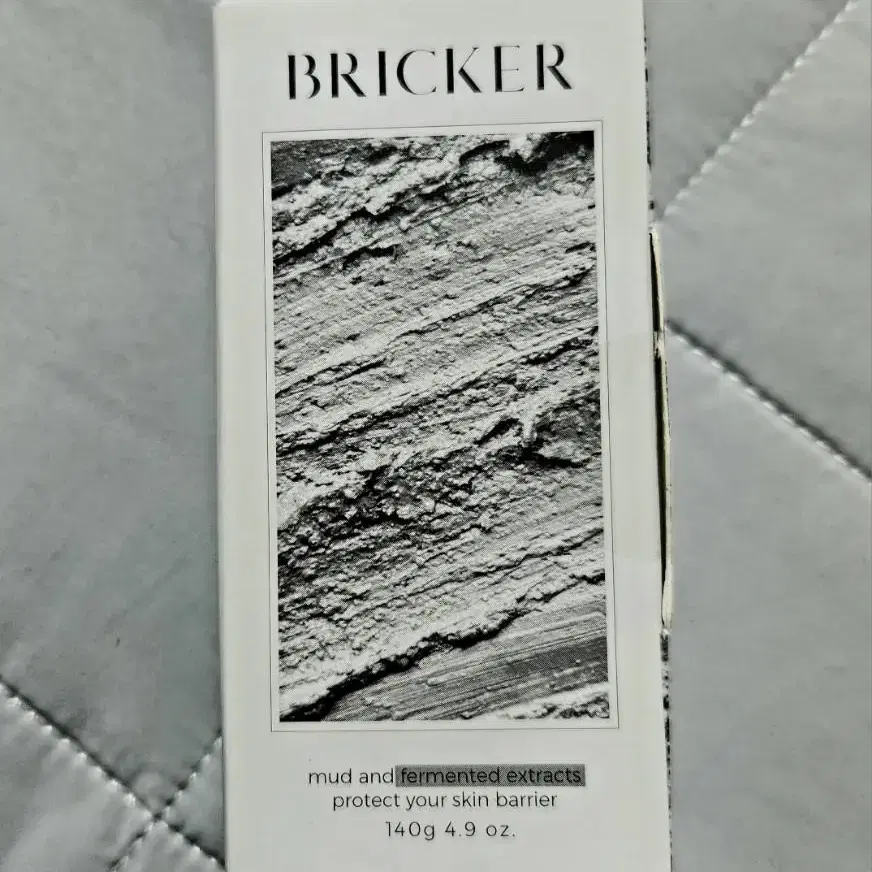 BRICKER
mud and fermented extracts
protect your skin barrier
140g 4.9 oz.